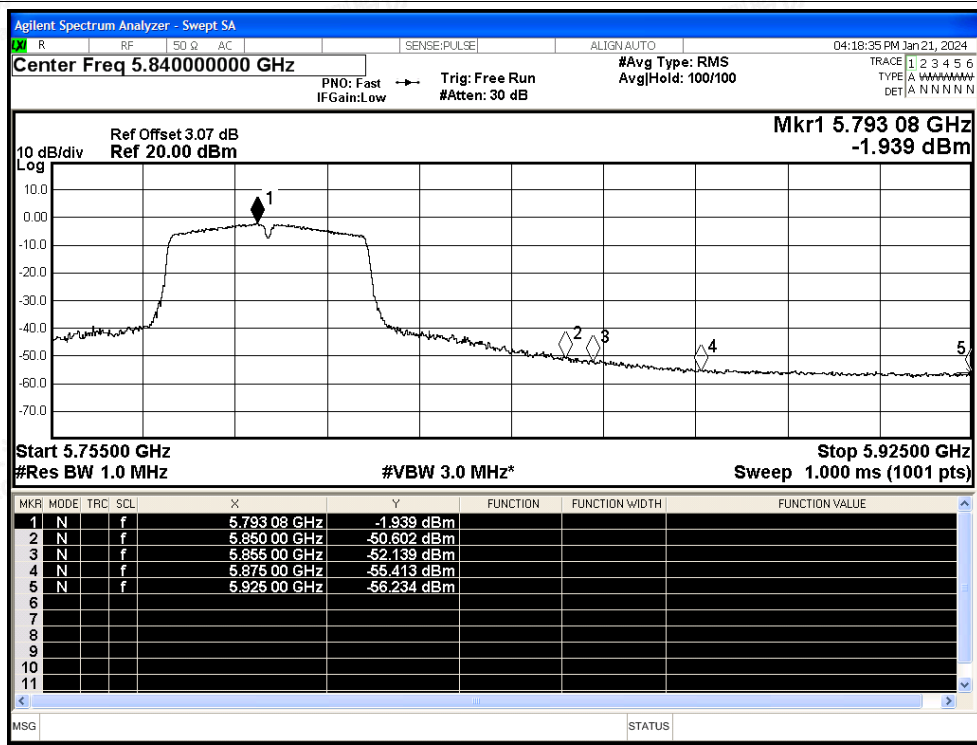 Agilent Spectrum Analyzer - Swept SA
LXI R RF 50 Ω AC SENSE:PULSE ALIGN AUTO 04:18:35 PM Jan 21, 2024
Center Freq 5.840000000 GHz
PNO: Fast
IFGain:Low
Trig: Free Run
#Atten: 30 dB
#Avg Type: RMS
Avg|Hold: 100/100
TRACE 1 2 3 4 5 6
TYPE A
DET A N N N N N
Mkr1 5.793 08 GHz
-1.939 dBm
Ref Offset 3.07 dB
10 dB/div Ref 20.00 dBm
Log
10.0
0.00
-10.0
-20.0
-30.0
-40.0
-50.0
-60.0
-70.0
1
2
3
4
5
Start 5.75500 GHz Stop 5.92500 GHz
#Res BW 1.0 MHz #VBW 3.0 MHz* Sweep 1.000 ms (1001 pts)
MKR MODE TRC SCL X Y FUNCTION FUNCTION WIDTH FUNCTION VALUE
1 N f 5.793 08 GHz -1.939 dBm
2 N f 5.850 00 GHz -50.602 dBm
3 N f 5.855 00 GHz -52.139 dBm
4 N f 5.875 00 GHz -55.413 dBm
5 N f 5.925 00 GHz -56.234 dBm
6
7
8
9
10
11
MSG STATUS